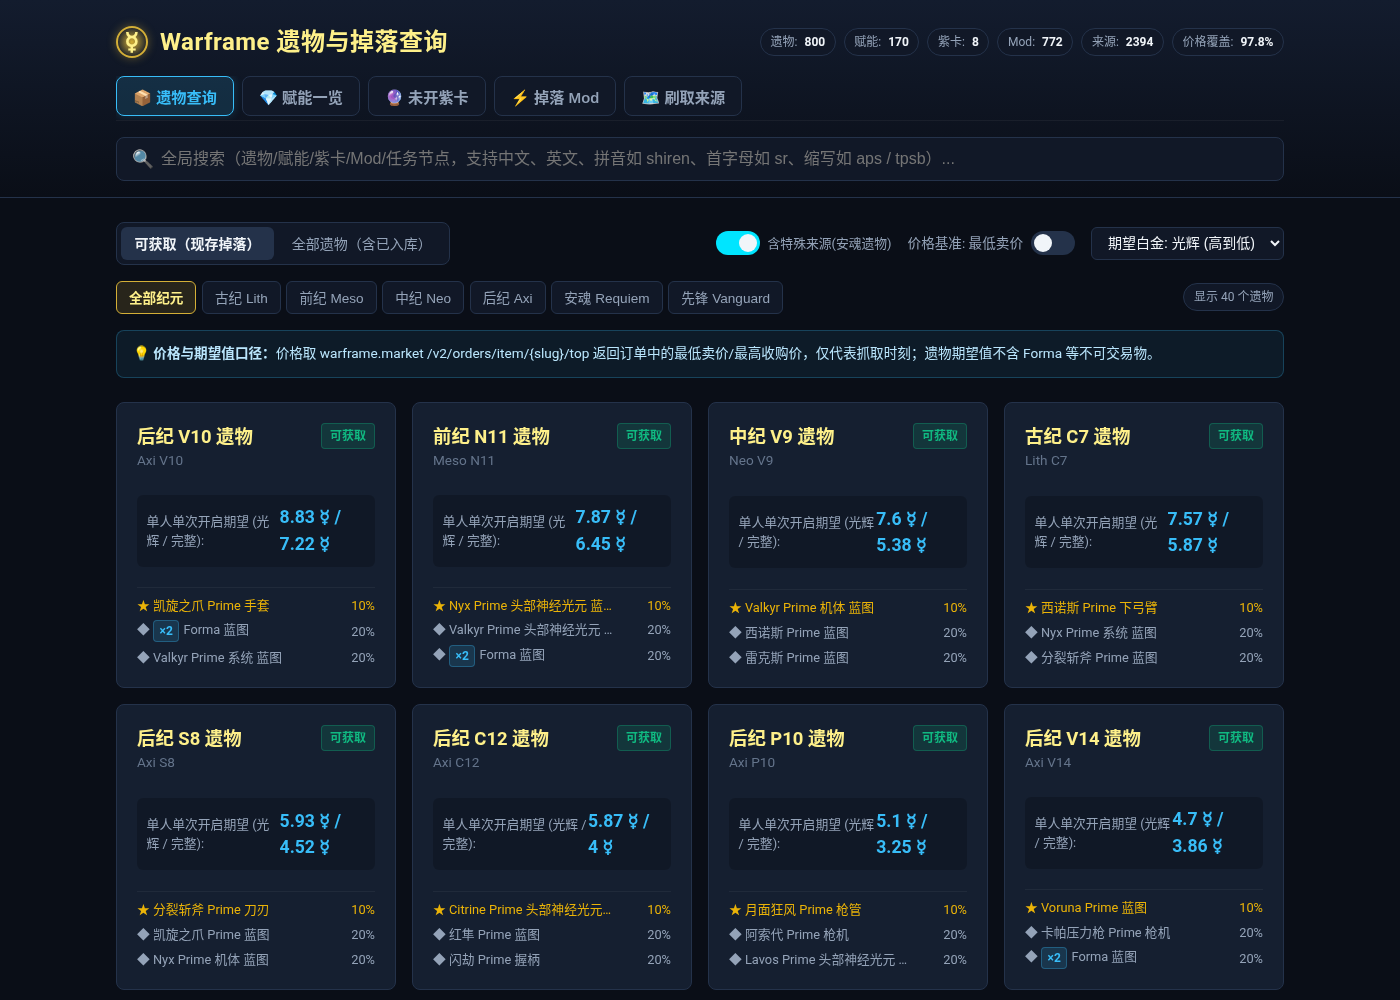 Warframe 遗物与掉落查询
遗物: 800
赋能: 170
紫卡: 8
Mod: 772
来源: 2394
价格覆盖: 97.8%
📦 遗物查询
💎 赋能一览
🔮 未开紫卡
⚡ 掉落 Mod
🗺️ 刷取来源
🔍 全局搜索（遗物/赋能/紫卡/Mod/任务节点，支持中文、英文、拼音如 shiren、首字母如 sr、缩写如 aps / tpsb）...
可获取（现存掉落）
全部遗物（含已入库）
含特殊来源(安魂遗物)
价格基准: 最低卖价
期望白金: 光辉 (高到低)
全部纪元
古纪 Lith
前纪 Meso
中纪 Neo
后纪 Axi
安魂 Requiem
先锋 Vanguard
显示 40 个遗物
💡 价格与期望值口径：价格取 warframe.market /v2/orders/item/{slug}/top 返回订单中的最低卖价/最高收购价，仅代表抓取时刻；遗物期望值不含 Forma 等不可交易物。
后纪 V10 遗物
可获取
Axi V10
单人单次开启期望 (光
辉 / 完整):
8.83 ☿ /
7.22 ☿
★ 凯旋之爪 Prime 手套 10%
◆ ×2 Forma 蓝图 20%
◆ Valkyr Prime 系统 蓝图 20%
前纪 N11 遗物
可获取
Meso N11
单人单次开启期望 (光
辉 / 完整):
7.87 ☿ /
6.45 ☿
★ Nyx Prime 头部神经光元 蓝... 10%
◆ Valkyr Prime 头部神经光元 ... 20%
◆ ×2 Forma 蓝图 20%
中纪 V9 遗物
可获取
Neo V9
单人单次开启期望 (光辉
/ 完整):
7.6 ☿ /
5.38 ☿
★ Valkyr Prime 机体 蓝图 10%
◆ 西诺斯 Prime 蓝图 20%
◆ 雷克斯 Prime 蓝图 20%
古纪 C7 遗物
可获取
Lith C7
单人单次开启期望 (光
辉 / 完整):
7.57 ☿ /
5.87 ☿
★ 西诺斯 Prime 下弓臂 10%
◆ Nyx Prime 系统 蓝图 20%
◆ 分裂斩斧 Prime 蓝图 20%
后纪 S8 遗物
可获取
Axi S8
单人单次开启期望 (光
辉 / 完整):
5.93 ☿ /
4.52 ☿
★ 分裂斩斧 Prime 刀刃 10%
◆ 凯旋之爪 Prime 蓝图 20%
◆ Nyx Prime 机体 蓝图 20%
后纪 C12 遗物
可获取
Axi C12
单人单次开启期望 (光辉 /
完整):
5.87 ☿ /
4 ☿
★ Citrine Prime 头部神经光元... 10%
◆ 红隼 Prime 蓝图 20%
◆ 闪劫 Prime 握柄 20%
后纪 P10 遗物
可获取
Axi P10
单人单次开启期望 (光辉
/ 完整):
5.1 ☿ /
3.25 ☿
★ 月面狂风 Prime 枪管 10%
◆ 阿索代 Prime 枪机 20%
◆ Lavos Prime 头部神经光元 ... 20%
后纪 V14 遗物
可获取
Axi V14
单人单次开启期望 (光辉
/ 完整):
4.7 ☿ /
3.86 ☿
★ Voruna Prime 蓝图 10%
◆ 卡帕压力枪 Prime 枪机 20%
◆ ×2 Forma 蓝图 20%